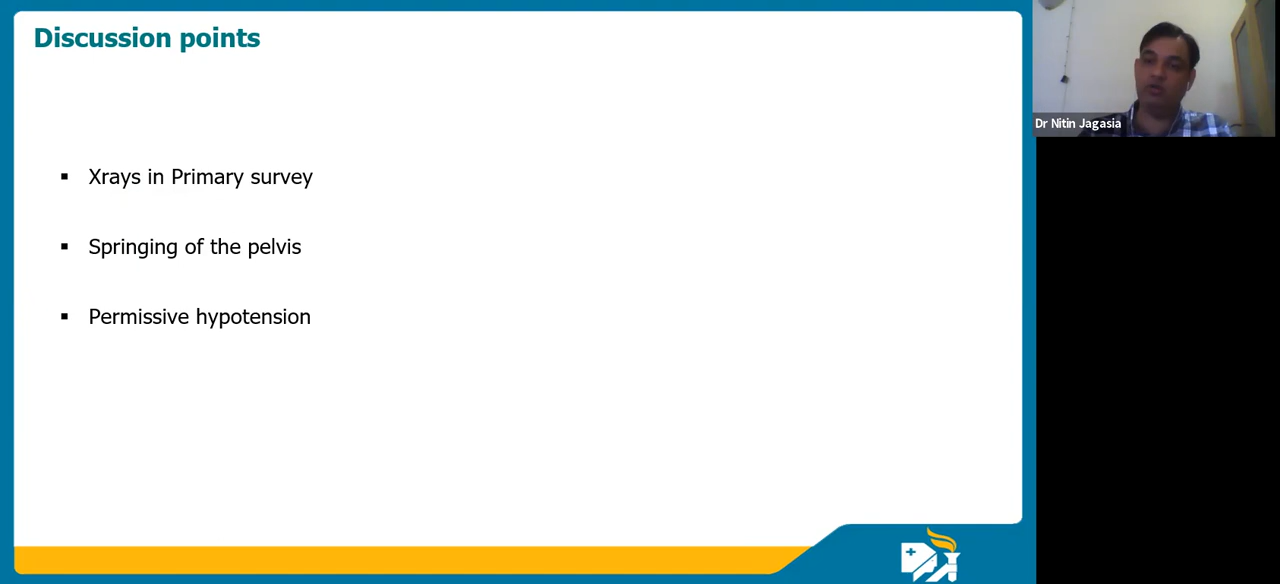 Discussion points
Dr Nitin Jagasia
▪ Xrays in Primary survey
▪ Springing of the pelvis
▪ Permissive hypotension